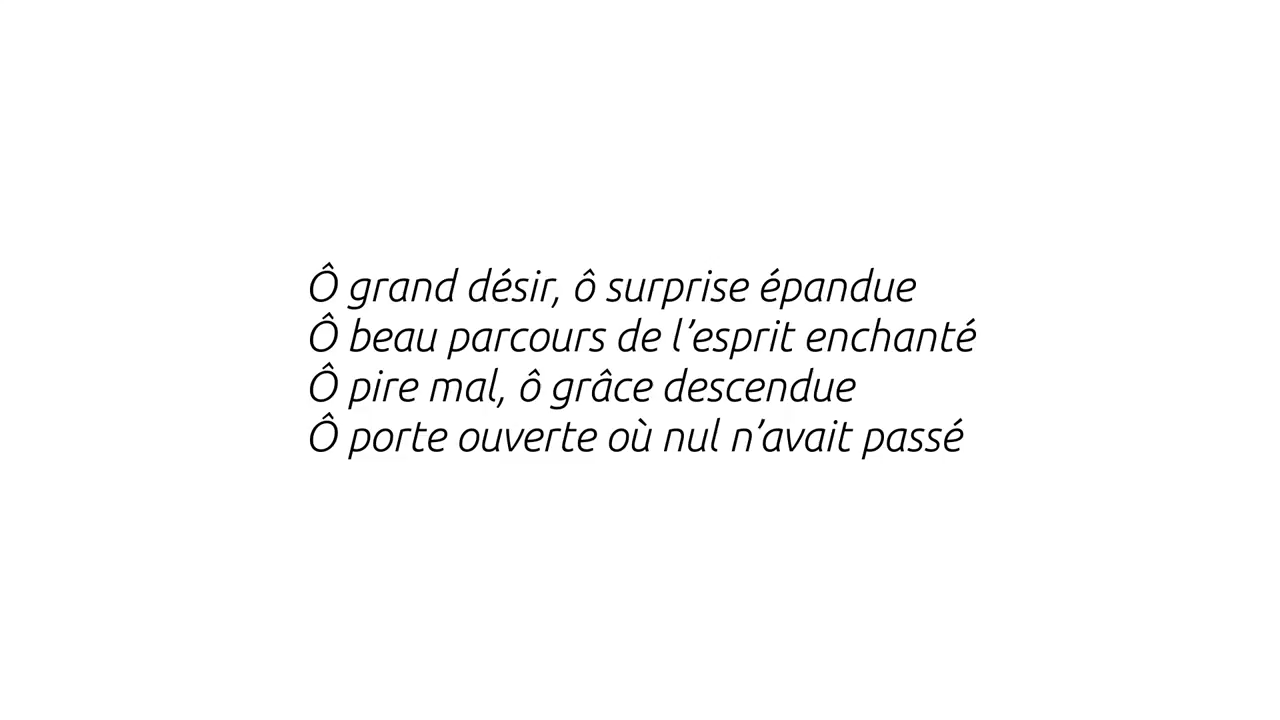 Ô grand désir, ô surprise épandue
Ô beau parcours de l’esprit enchanté
Ô pire mal, ô grâce descendue
Ô porte ouverte où nul n’avait passé